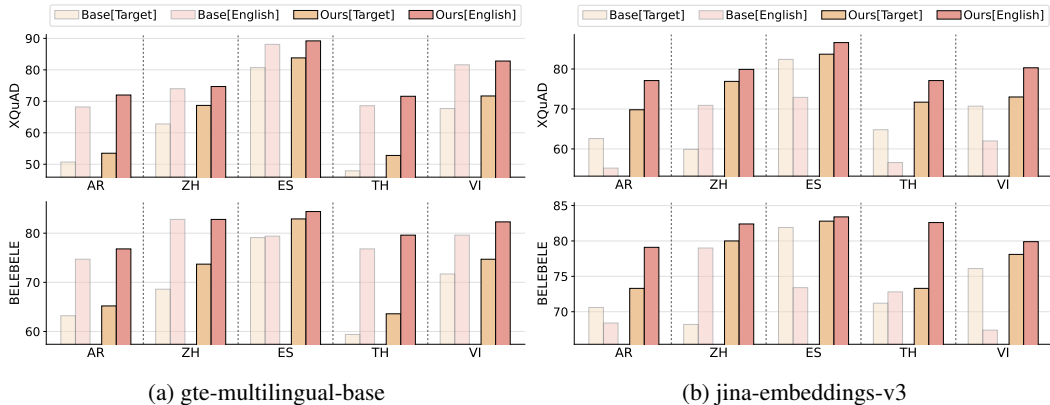 Base[Target] Base[English] Ours[Target] Ours[English]
90
80
70
60
50
XQuAD
AR ZH ES TH VI
80
70
60
BELEBELE
AR ZH ES TH VI
(a) gte-multilingual-base
Base[Target] Base[English] Ours[Target] Ours[English]
80
70
60
XQuAD
AR ZH ES TH VI
85
80
75
70
BELEBELE
AR ZH ES TH VI
(b) jina-embeddings-v3